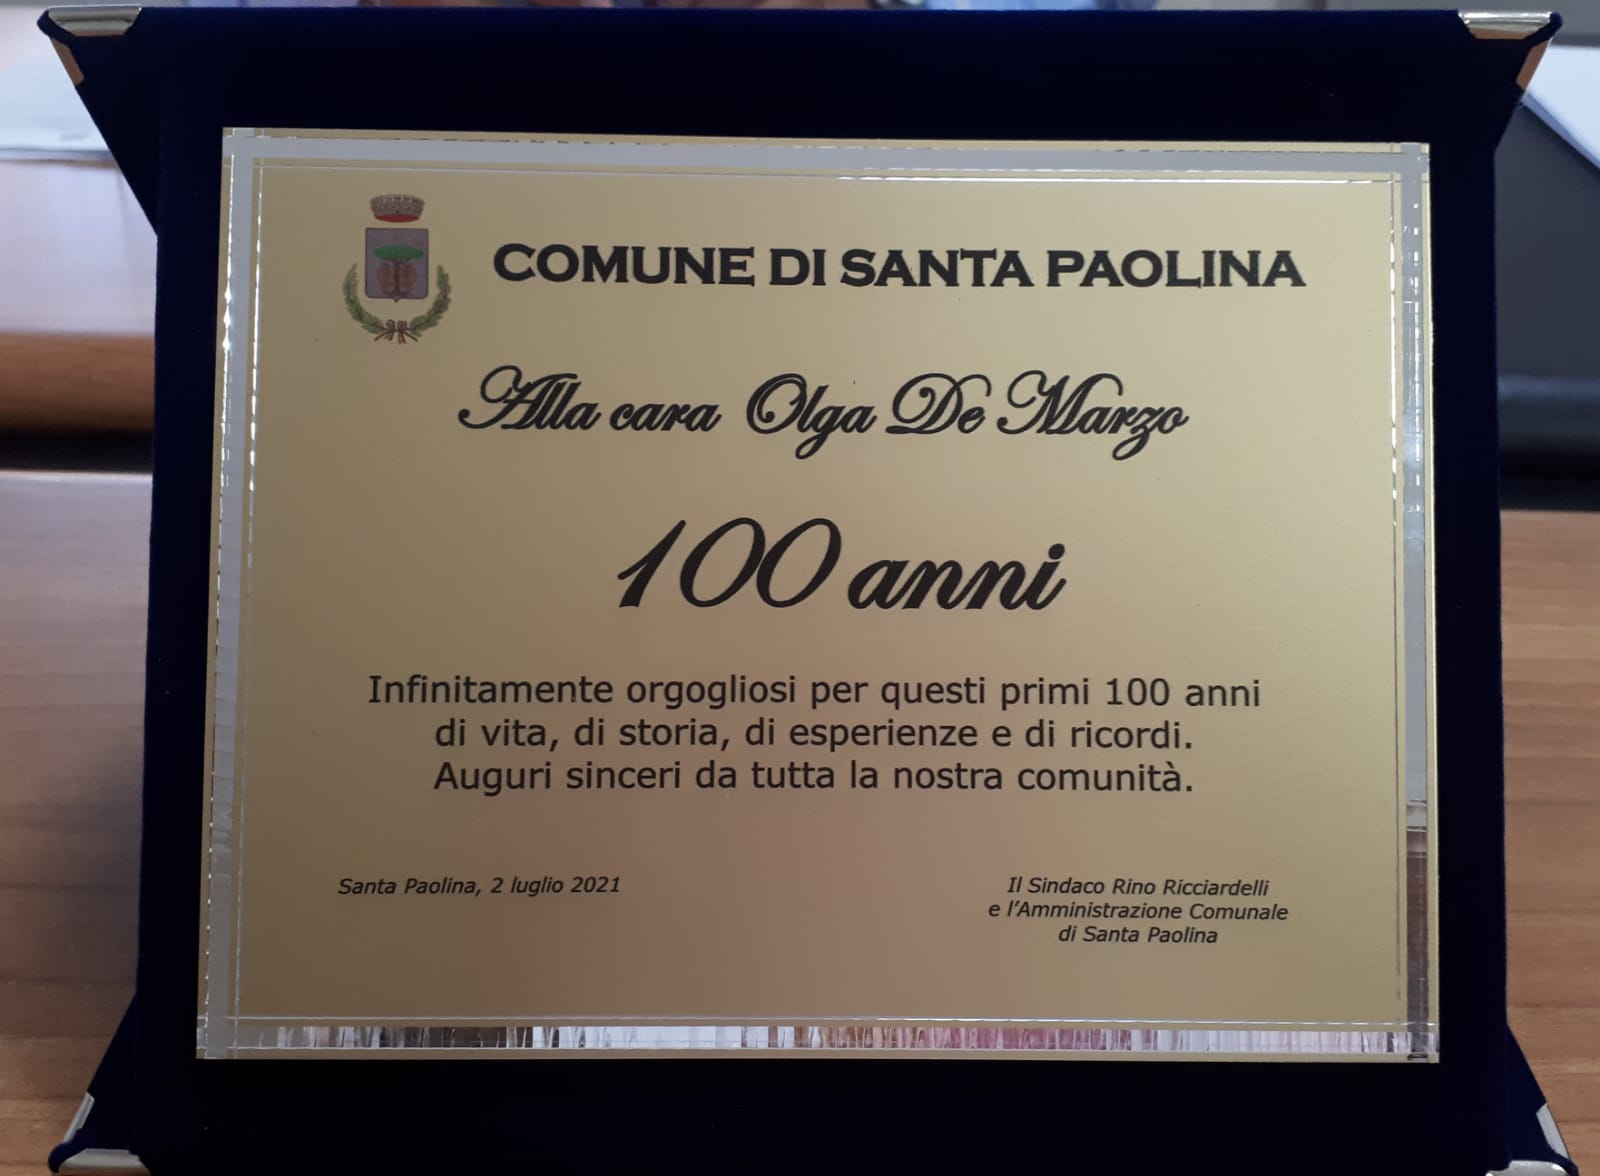 COMUNE DI SANTA PAOLINA
Alla cara Olga De Marzo
100 anni
Infinitamente orgogliosi per questi primi 100 anni
di vita, di storia, di esperienze e di ricordi.
Auguri sinceri da tutta la nostra comunità.
Santa Paolina, 2 luglio 2021
Il Sindaco Rino Ricciardelli
e l'Amministrazione Comunale
di Santa Paolina